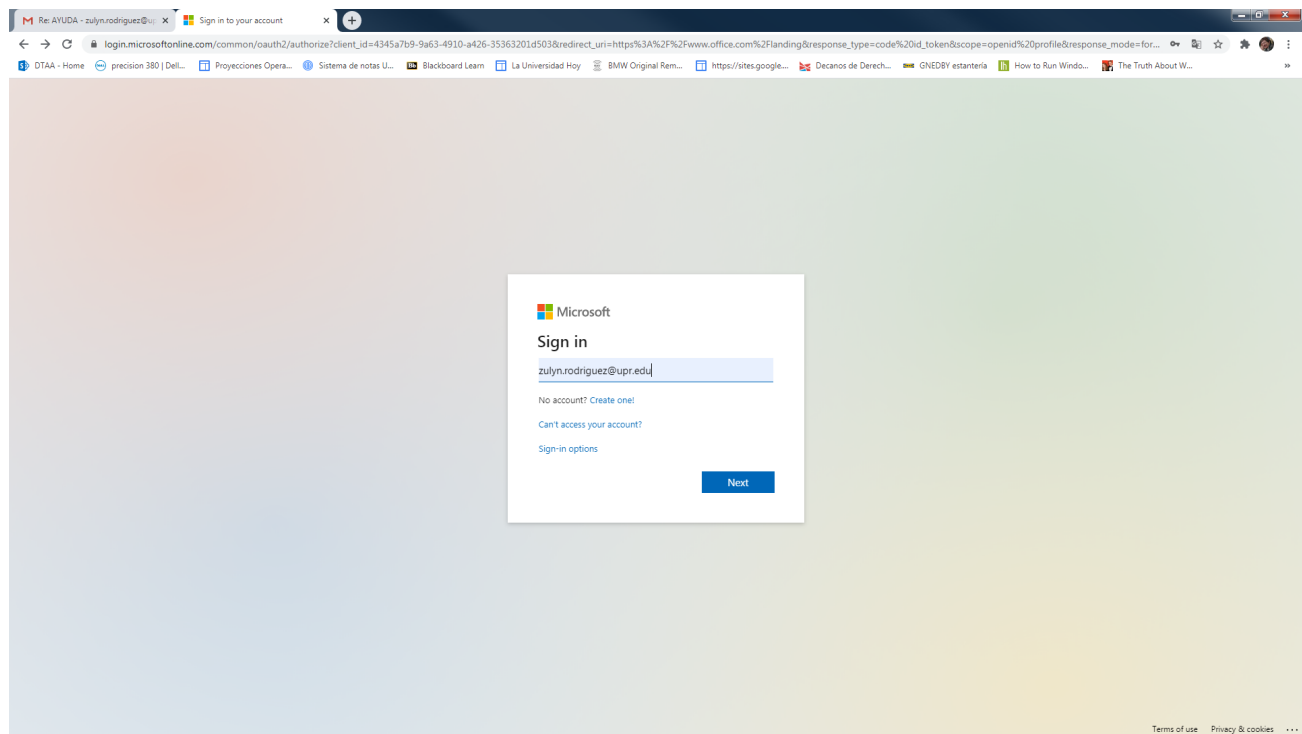 Re: AYUDA - zulyn.rodriguez@up
Sign in to your account
login.microsoftonline.com/common/oauth2/authorize?client_id=4345a7b9-9a63-4910-a426-35363201d503&redirect_uri=https%3A%2F%2Fwww.office.com%2Flanding&response_type=code%20id_token&scope=openid%20profile&response_mode=for...
DTAA - Home
precision 380 | Dell...
Proyecciones Opera...
Sistema de notas U...
Bb Blackboard Learn
La Universidad Hoy
BMW Original Rem...
https://sites.google...
Decanos de Derech...
GNEDBY estantería
How to Run Windo...
The Truth About W...
»
Microsoft
Sign in
zulyn.rodriguez@upr.edu
No account? Create one!
Can't access your account?
Sign-in options
Next
Terms of use
Privacy & cookies
...